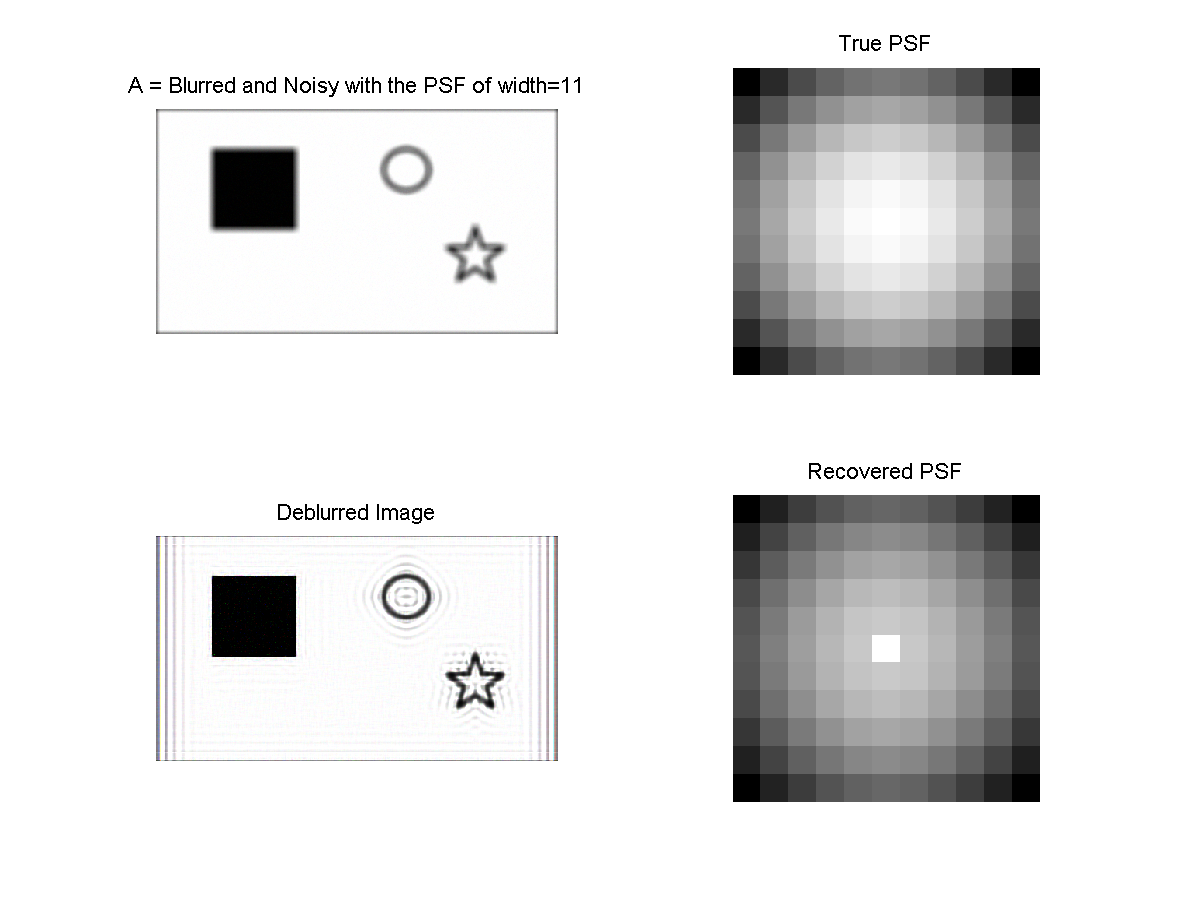 True PSF
A = Blurred and Noisy with the PSF of width=11
Recovered PSF
Deblurred Image